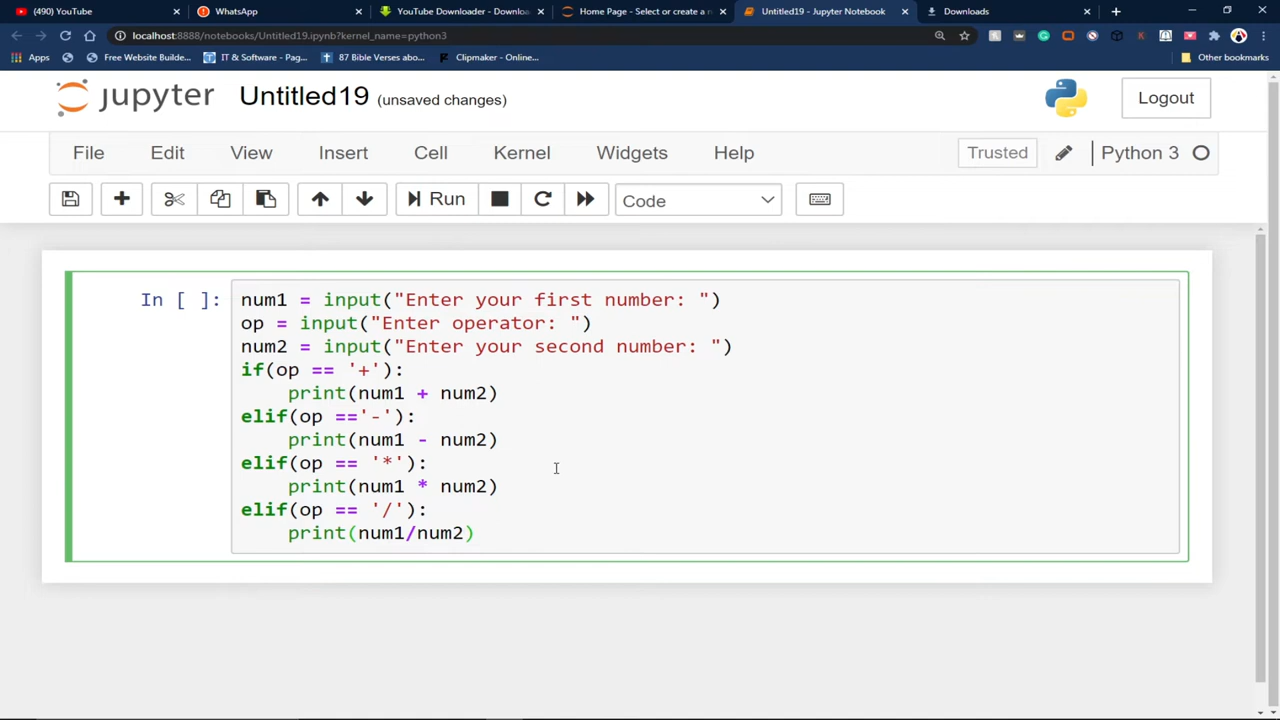 (490) YouTube
WhatsApp
YouTube Downloader - Downloa
Home Page - Select or create a n
Untitled19 - Jupyter Notebook
Downloads
localhost:8888/notebooks/Untitled19.ipynb?kernel_name=python3
Apps
Free Website Builde...
IT & Software - Pag...
87 Bible Verses abo...
Clipmaker - Online...
Other bookmarks
jupyter Untitled19 (unsaved changes)
Logout
File Edit View Insert Cell Kernel Widgets Help
Trusted
Python 3
Run
Code
In [ ]:
num1 = input("Enter your first number: ")
op = input("Enter operator: ")
num2 = input("Enter your second number: ")
if(op == '+'):
    print(num1 + num2)
elif(op =='-'):
    print(num1 - num2)
elif(op == '*'):
    print(num1 * num2)
elif(op == '/'):
    print(num1/num2)